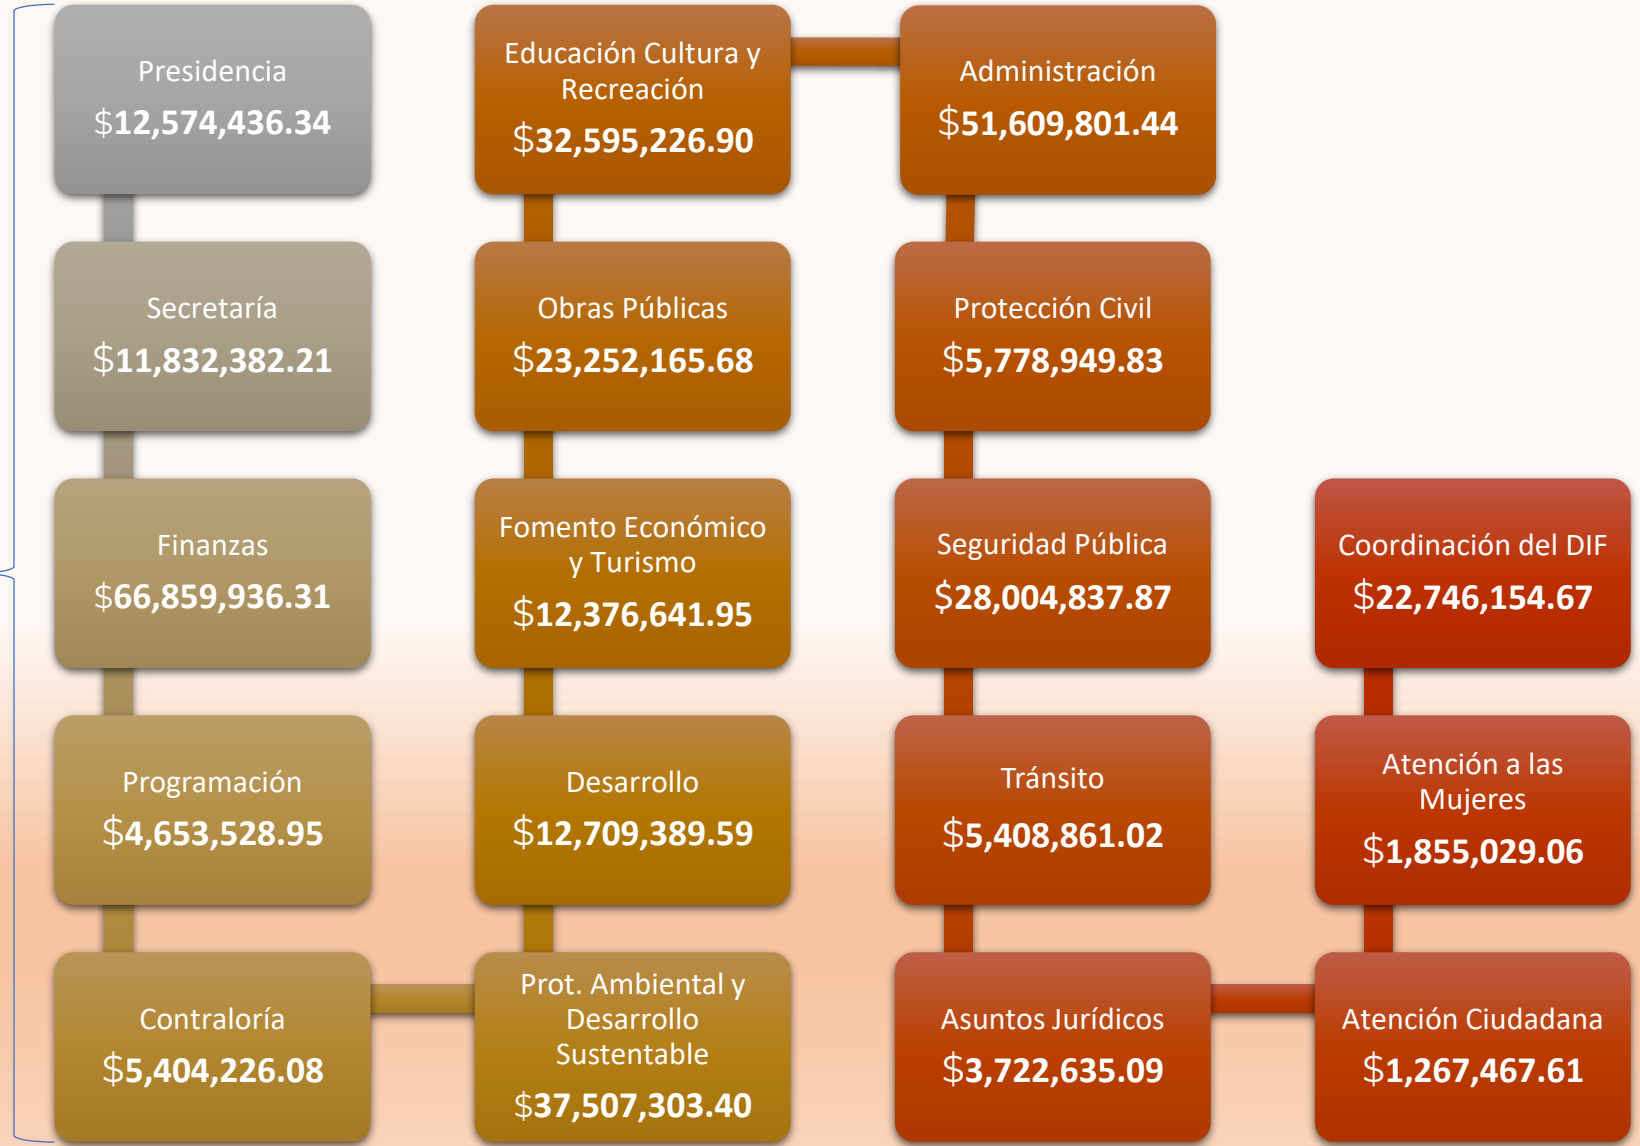 Presidencia
$12,574,436.34
Secretaría
$11,832,382.21
Finanzas
$66,859,936.31
Programación
$4,653,528.95
Contraloría
$5,404,226.08
Prot. Ambiental y
Desarrollo
Sustentable
$37,507,303.40
Desarrollo
$12,709,389.59
Fomento Económico
y Turismo
$12,376,641.95
Obras Públicas
$23,252,165.68
Educación Cultura y
Recreación
$32,595,226.90
Administración
$51,609,801.44
Protección Civil
$5,778,949.83
Seguridad Pública
$28,004,837.87
Tránsito
$5,408,861.02
Asuntos Jurídicos
$3,722,635.09
Atención Ciudadana
$1,267,467.61
Atención a las
Mujeres
$1,855,029.06
Coordinación del DIF
$22,746,154.67